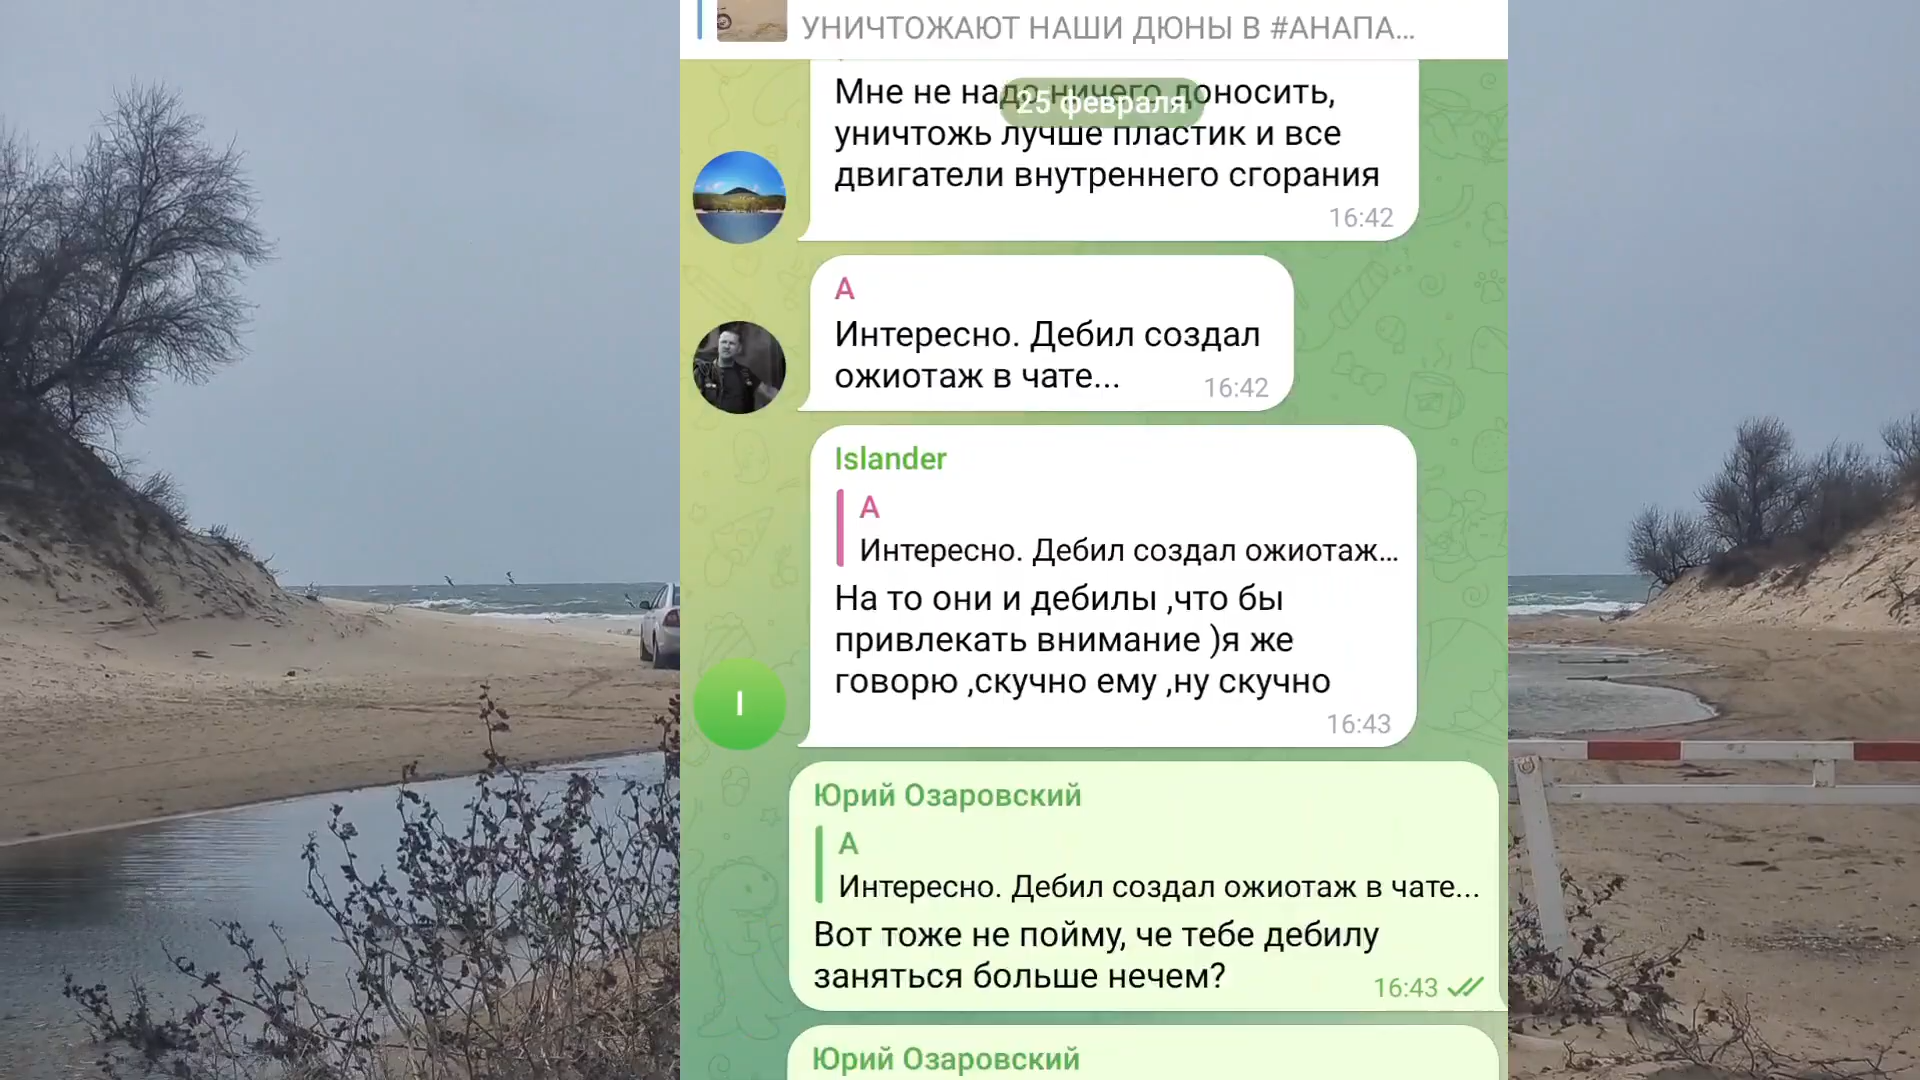 УНИЧТОЖАЮТ НАШИ ДЮНЫ В #АНАПА...
25 февраля
Мне не надо ничего доносить,
уничтожь лучше пластик и все
двигатели внутреннего сгорания
16:42
А
Интересно. Дебил создал
ожиотаж в чате...
16:42
Islander
А
Интересно. Дебил создал ожиотаж...
На то они и дебилы ,что бы
привлекать внимание )я же
говорю ,скучно ему ,ну скучно
16:43
I
Юрий Озаровский
А
Интересно. Дебил создал ожиотаж в чате...
Вот тоже не пойму, че тебе дебилу
заняться больше нечем?
16:43
Юрий Озаровский